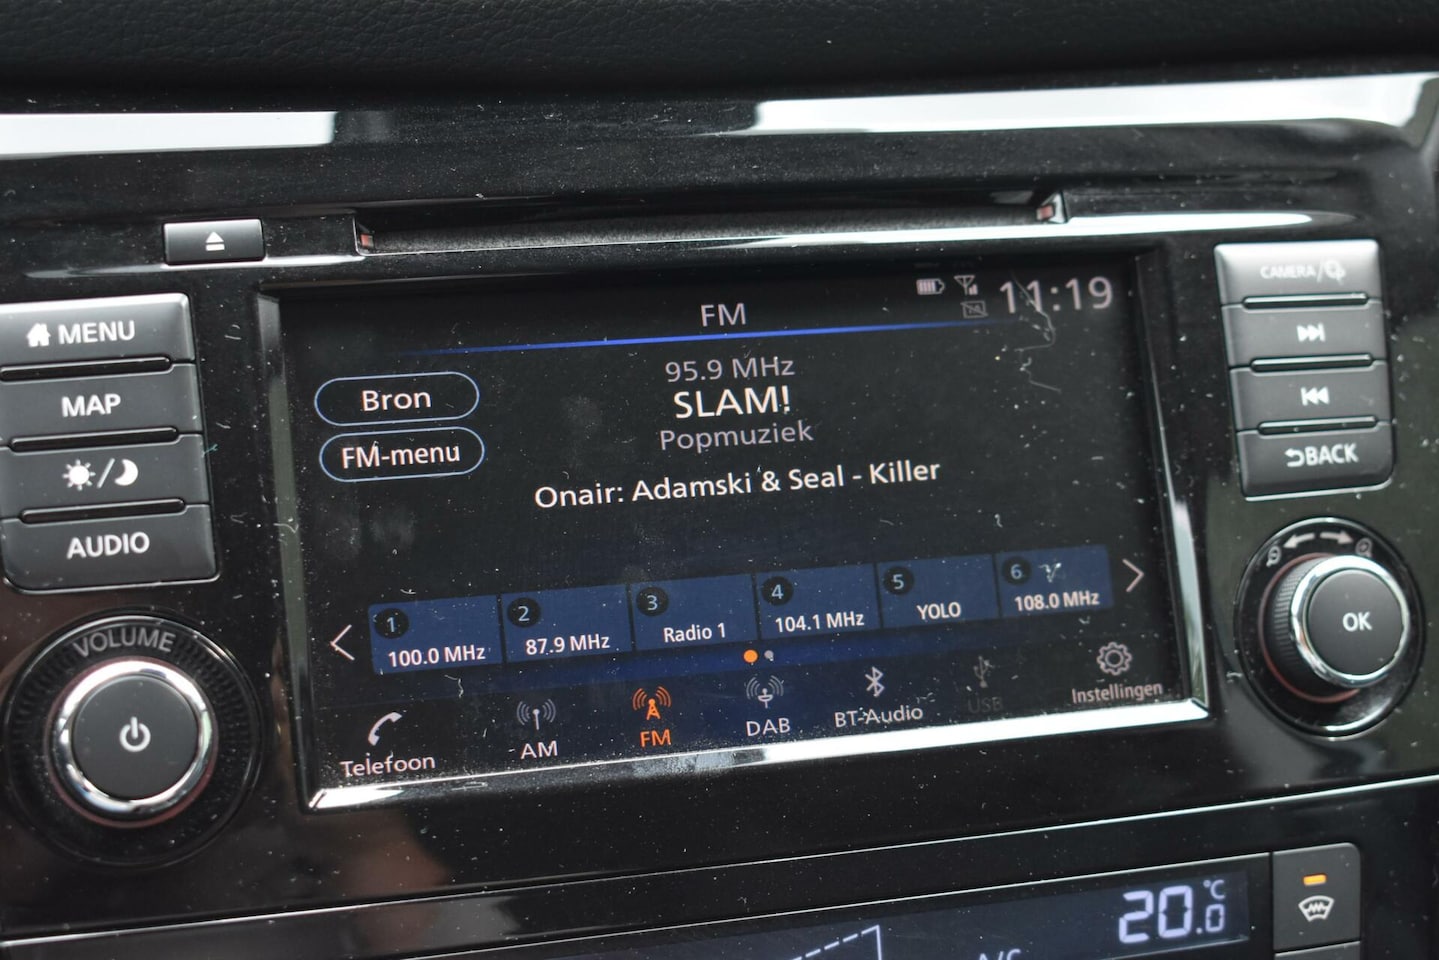 FM
11:19
MENU
MAP
AUDIO
VOLUME
Bron
FM-menu
95.9 MHz
SLAM!
Popmuziek
Onair: Adamski & Seal - Killer
1
100.0 MHz
2
87.9 MHz
3
Radio 1
4
104.1 MHz
5
YOLO
6
108.0 MHz
Telefoon
AM
FM
DAB
BT-Audio
USB
Instellingen
CAMERA/
BACK
OK
20.0 °C
A/C